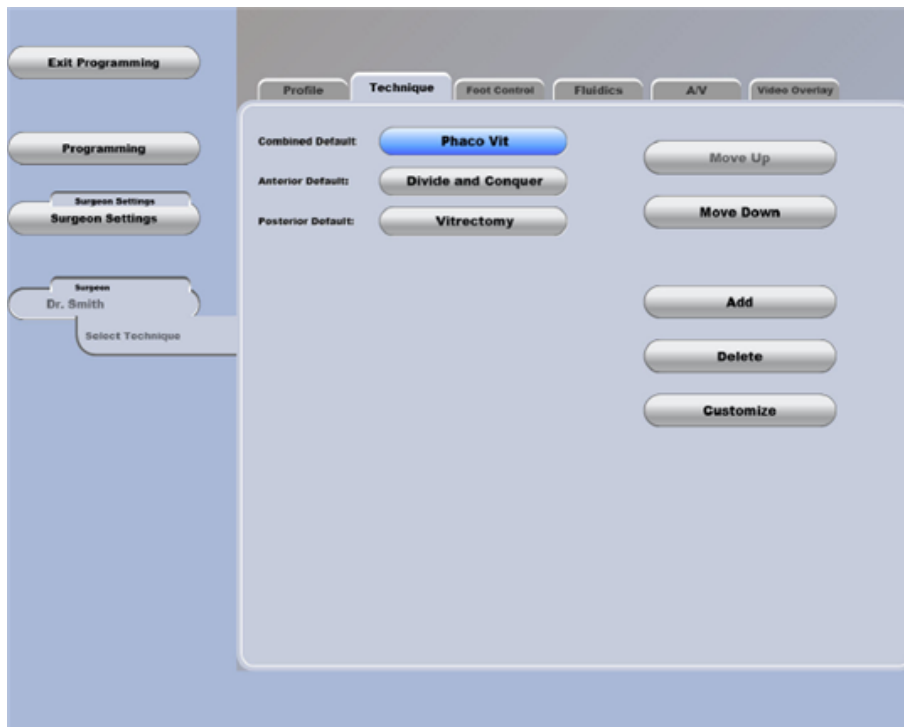 Exit Programming
Programming
Surgeon Settings
Surgeon Settings
Surgeon
Dr. Smith
Select Technique
Profile
Technique
Foot Control
Fluidics
A/V
Video Overlay
Combined Default:
Phaco Vit
Anterior Default:
Divide and Conquer
Posterior Default:
Vitrectomy
Move Up
Move Down
Add
Delete
Customize